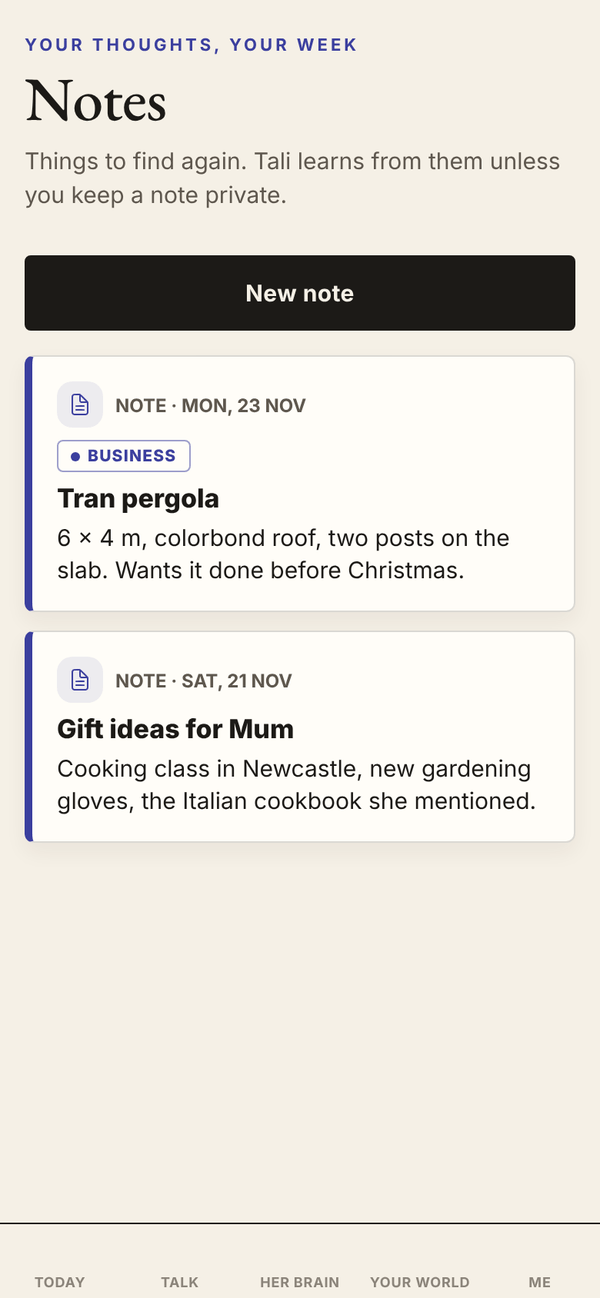 YOUR THOUGHTS, YOUR WEEK
Notes
Things to find again. Tali learns from them unless
you keep a note private.
New note
NOTE · MON, 23 NOV
BUSINESS
Tran pergola
6 × 4 m, colorbond roof, two posts on the
slab. Wants it done before Christmas.
NOTE · SAT, 21 NOV
Gift ideas for Mum
Cooking class in Newcastle, new gardening
gloves, the Italian cookbook she mentioned.
TODAY TALK HER BRAIN YOUR WORLD ME